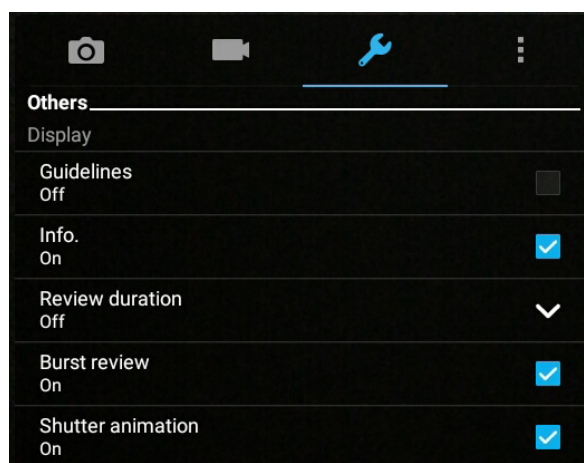 Others
Display
Guidelines
Off
Info.
On
Review duration
Off
Burst review
On
Shutter animation
On